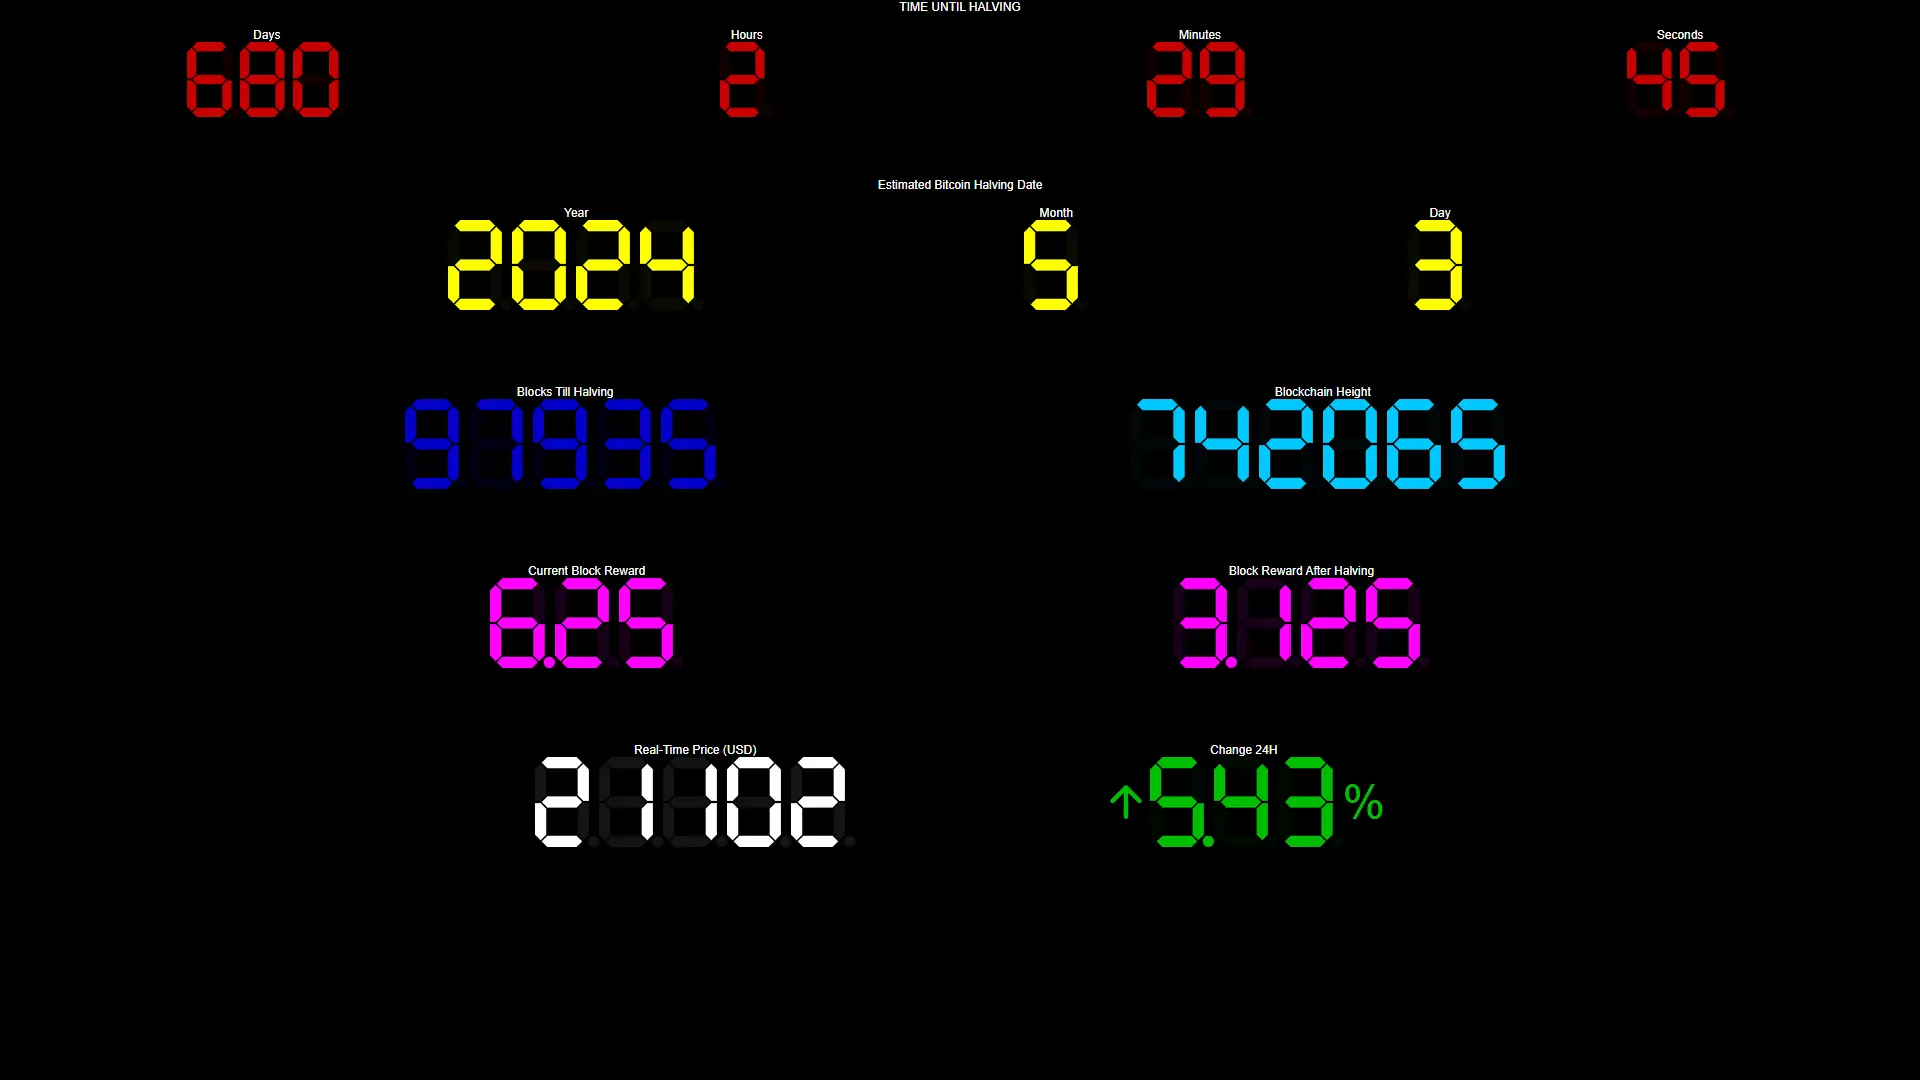 TIME UNTIL HALVING
Days Hours Minutes Seconds
680 2 29 45
Estimated Bitcoin Halving Date
Year Month Day
2024 5 3
Blocks Till Halving Blockchain Height
97935 742065
Current Block Reward Block Reward After Halving
6.25 3.125
Real-Time Price (USD) Change 24H
21102 ↑5.43%